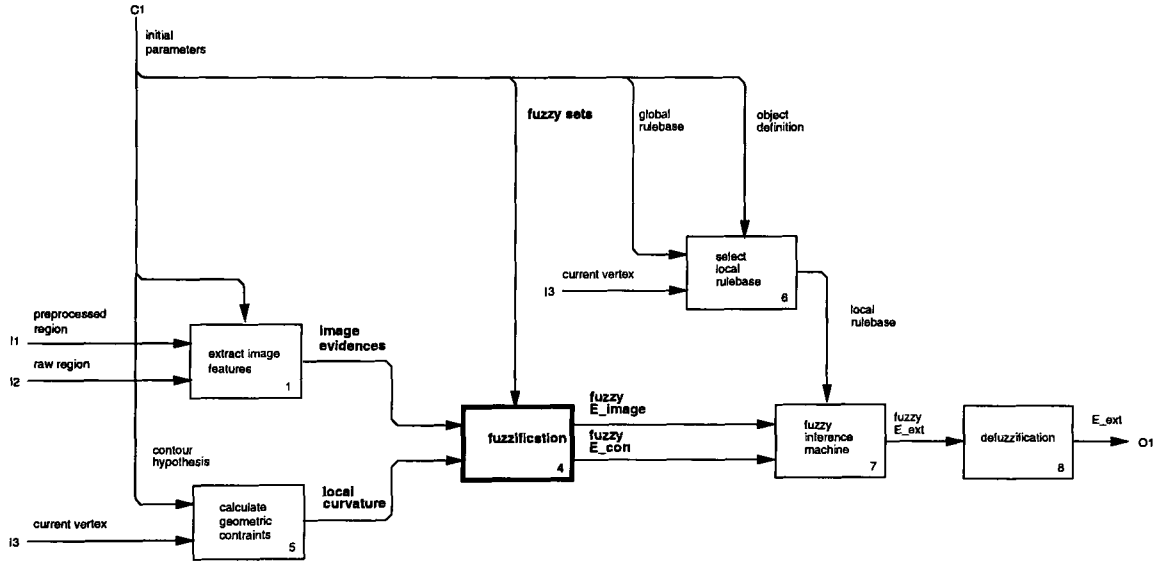 C1
initial
parameters
fuzzy sets
global
rulebase
object
definition
select
local
rulebase
6
current vertex
I3
local
rulebase
preprocessed
region
I1
raw region
I2
extract image
features
1
image
evidences
fuzzification
4
fuzzy
E_image
fuzzy
E_con
fuzzy
inference
machine
7
fuzzy
E_ext
defuzzification
8
E_ext
O1
contour
hypothesis
local
curvature
calculate
geometric
contraints
5
current vertex
I3